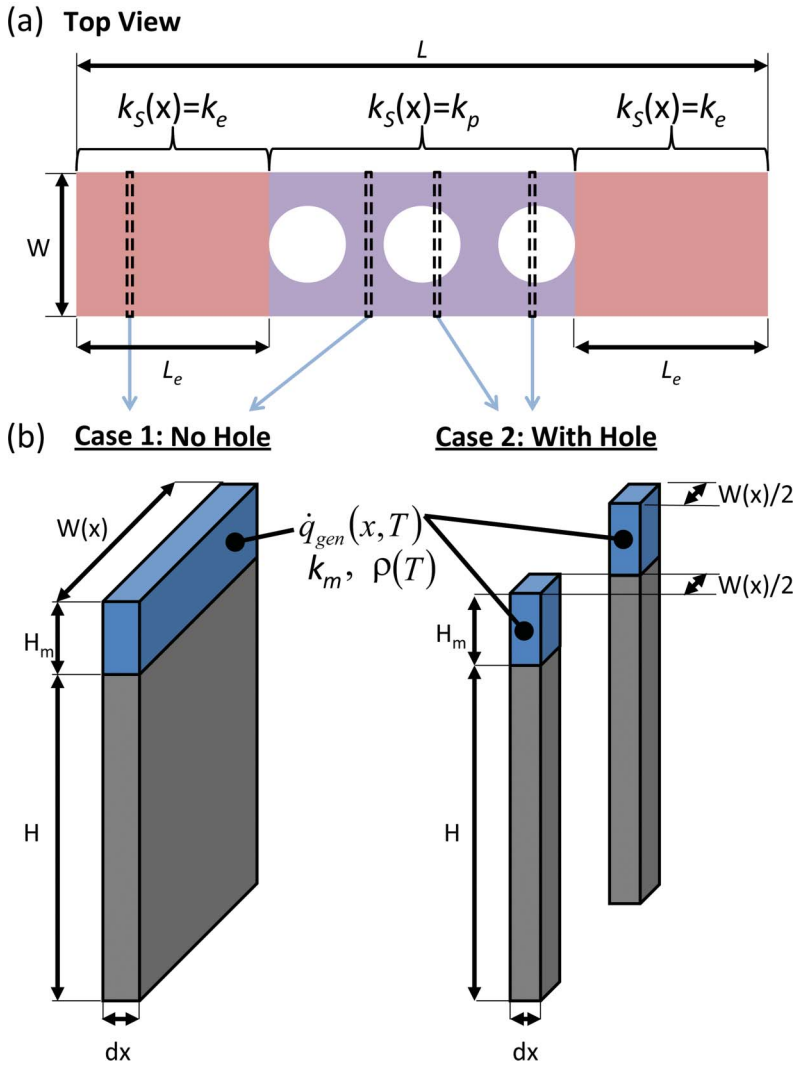 (a) Top View
L
k_S(x)=k_e k_S(x)=k_p k_S(x)=k_e
W
L_e L_e
(b) Case 1: No Hole Case 2: With Hole
W(x) q̇_gen(x,T) W(x)/2
k_m, ρ(T) W(x)/2
H_m H_m
H H
dx dx